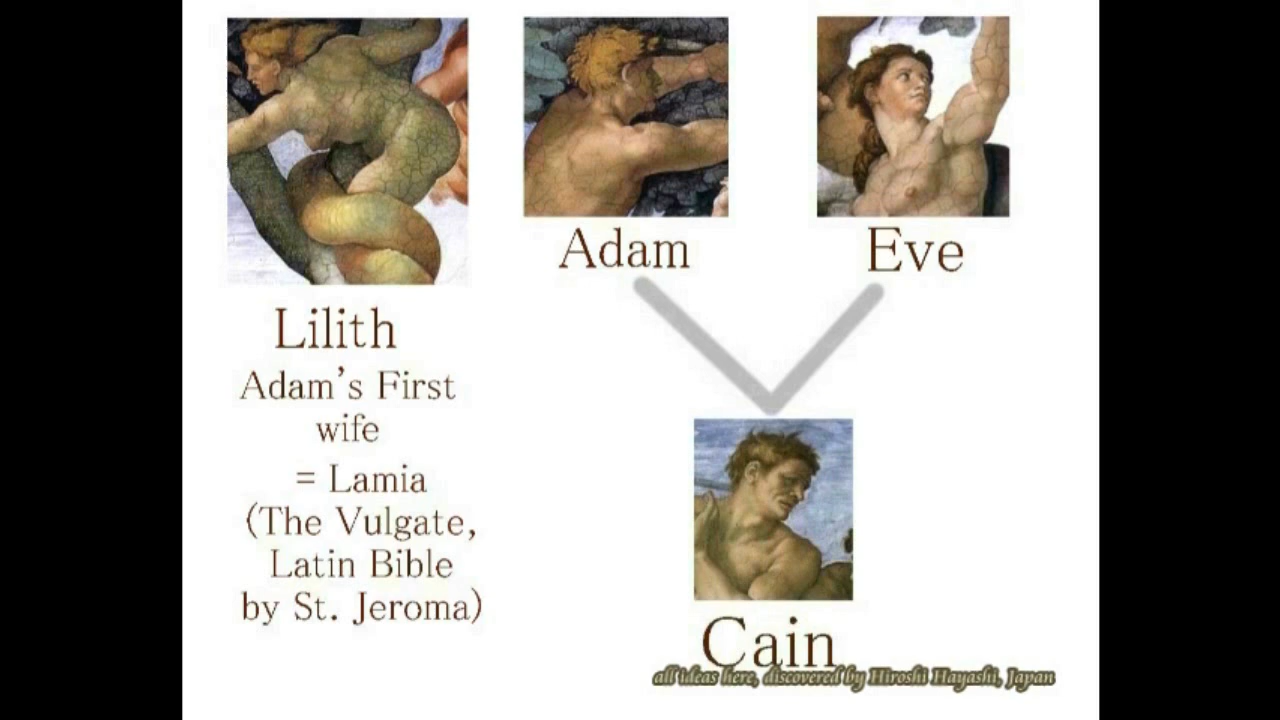 Adam
Eve
Lilith
Adam's First
wife
= Lamia
(The Vulgate,
Latin Bible
by St. Jeroma)
Cain
all ideas here, discovered by Hiroshi Hayashi, Japan